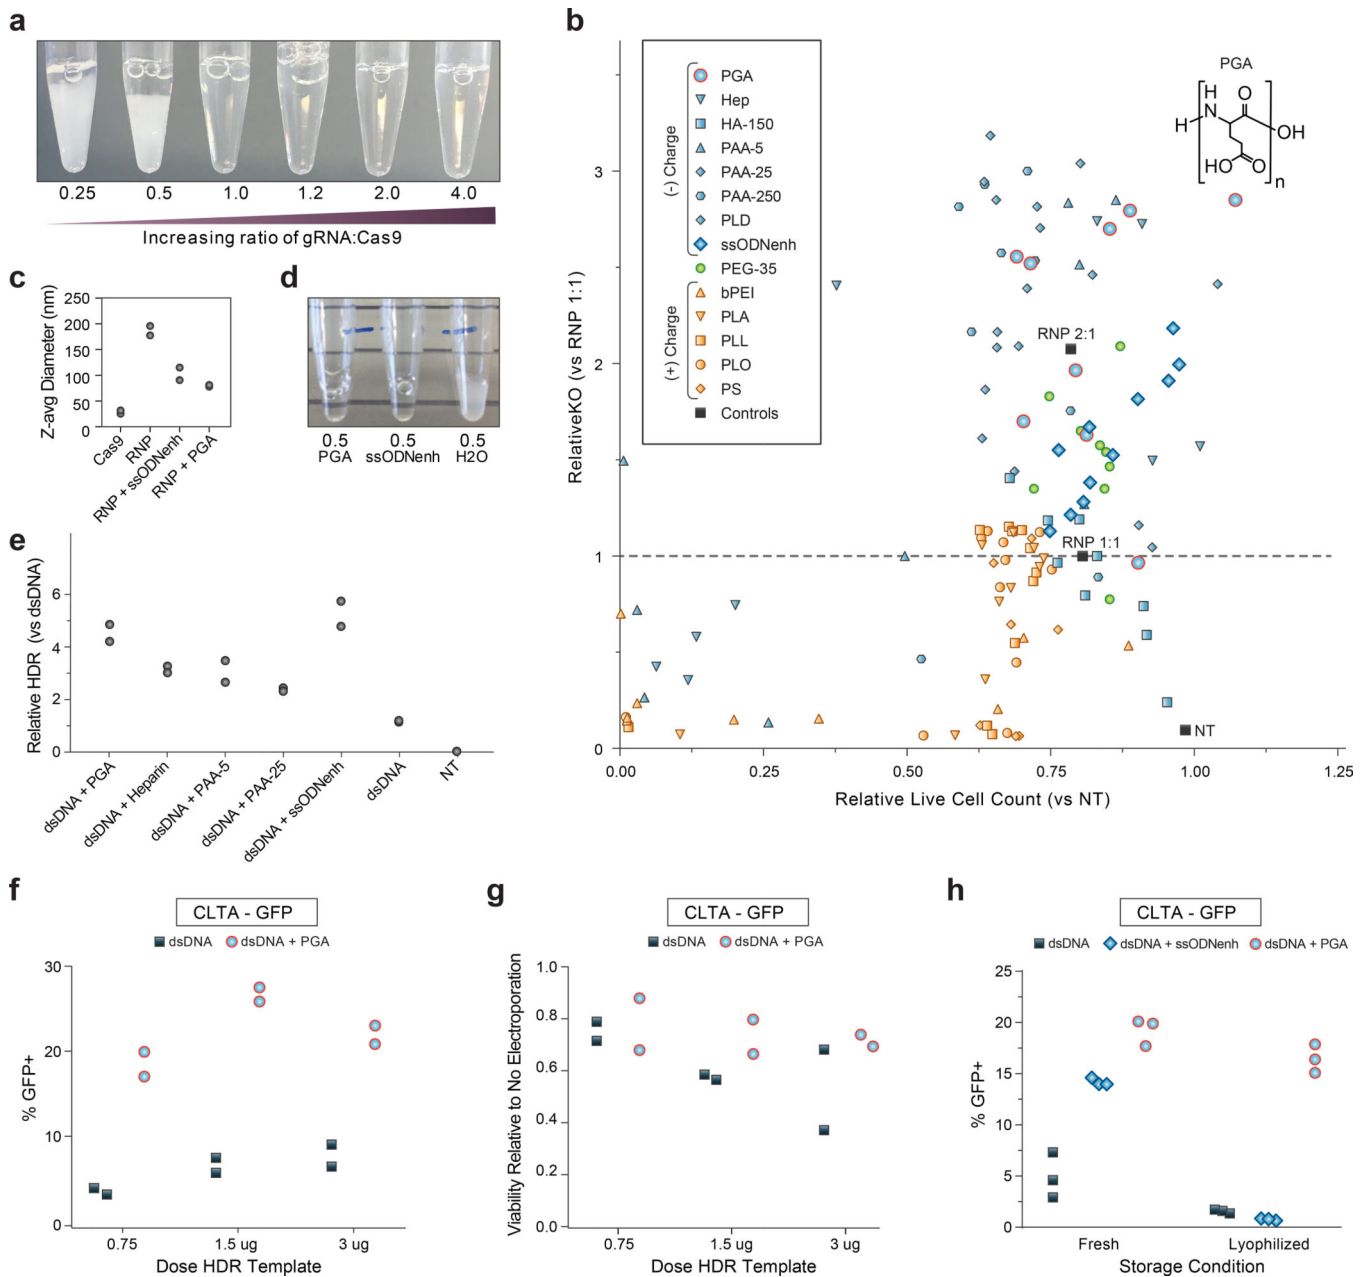 a
0.25 0.5 1.0 1.2 2.0 4.0
Increasing ratio of gRNA:Cas9
b
RelativeKO (vs RNP 1:1)
3
2
1
0
0.00 0.25 0.50 0.75 1.00 1.25
Relative Live Cell Count (vs NT)
(-) Charge
PGA
Hep
HA-150
PAA-5
PAA-25
PAA-250
PLD
ssODNenh
PEG-35
(+) Charge
bPEI
PLA
PLL
PLO
PS
Controls
RNP 2:1
RNP 1:1
NT
PGA
H
H N O
OH
HO O
n
c
Z-avg Diameter (nm)
250
200
150
100
50
0
Cas9
RNP
RNP + ssODNenh
RNP + PGA
d
0.5 0.5 0.5
PGA ssODNenh H2O
e
Relative HDR (vs dsDNA)
6
4
2
0
dsDNA + PGA
dsDNA + Heparin
dsDNA + PAA-5
dsDNA + PAA-25
dsDNA + ssODNenh
dsDNA
NT
f
CLTA - GFP
dsDNA dsDNA + PGA
% GFP+
30
20
10
0
0.75 1.5 ug 3 ug
Dose HDR Template
g
CLTA - GFP
dsDNA dsDNA + PGA
Viability Relative to No Electroporation
1.0
0.8
0.6
0.4
0.2
0.0
0.75 1.5 ug 3 ug
Dose HDR Template
h
CLTA - GFP
dsDNA dsDNA + ssODNenh dsDNA + PGA
% GFP+
25
20
15
10
5
0
Fresh Lyophilized
Storage Condition